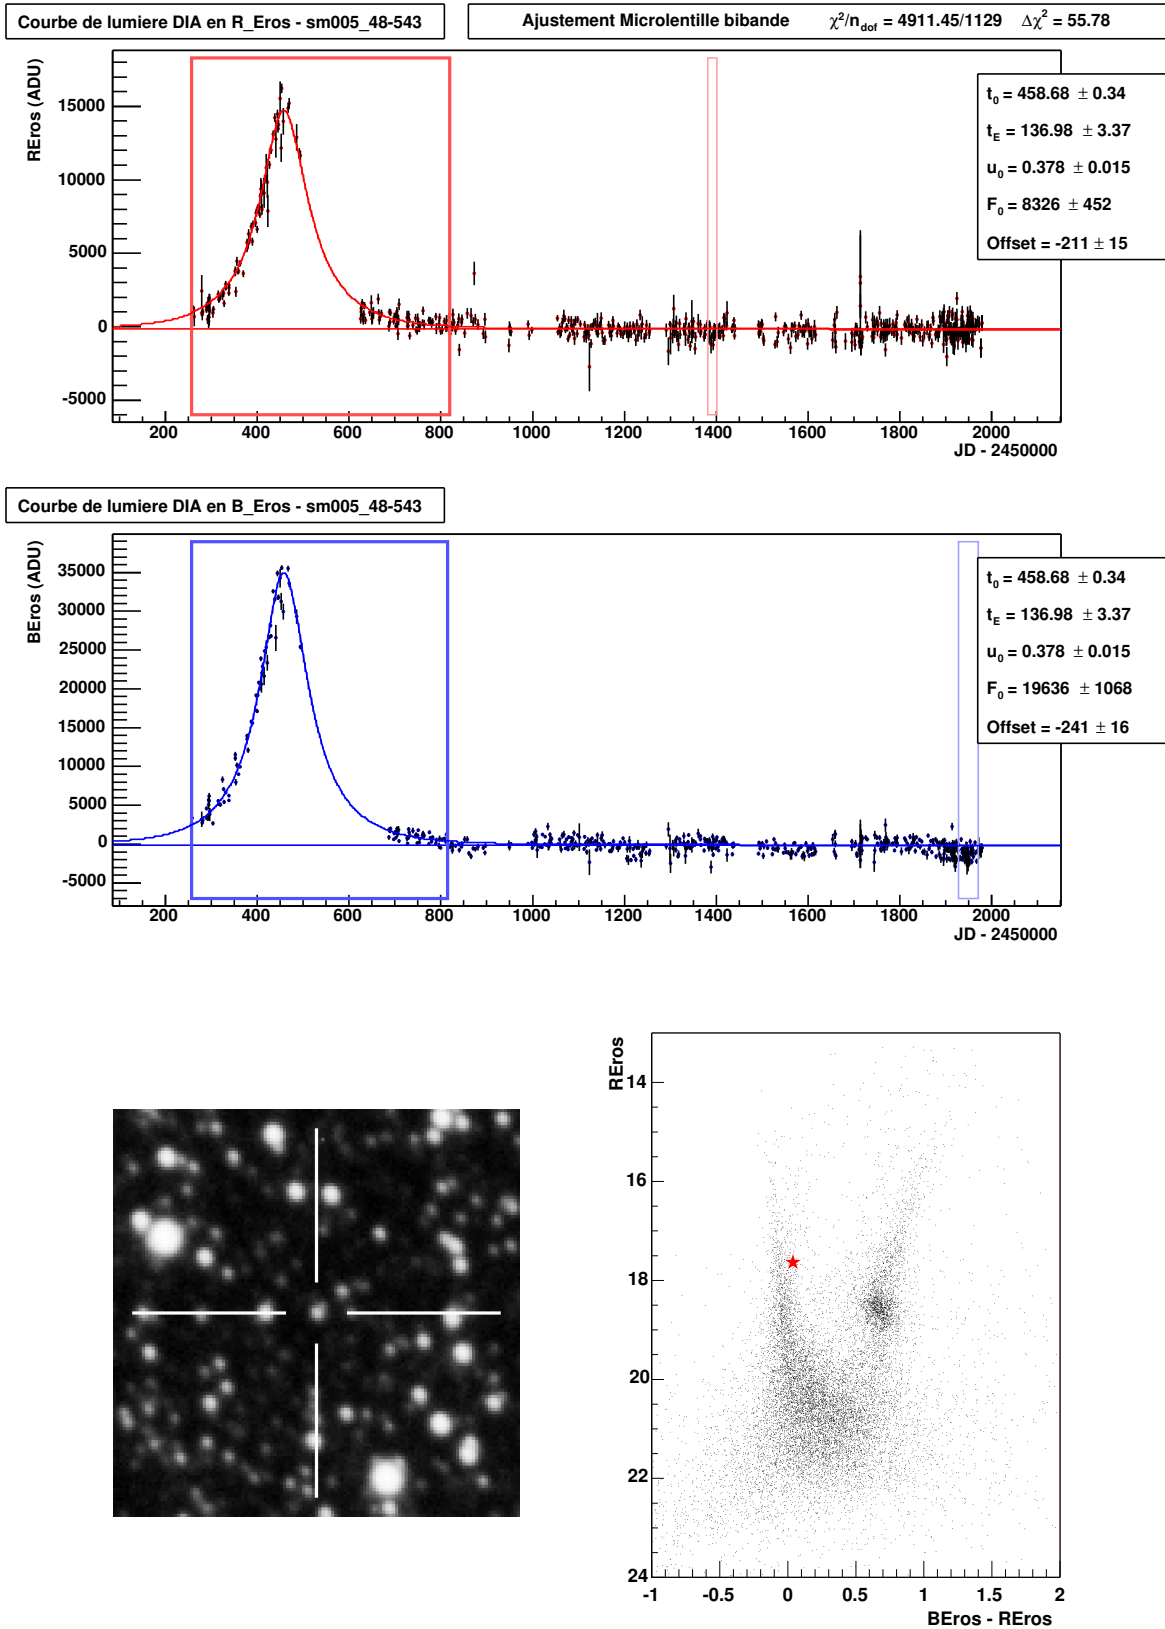 Courbe de lumiere DIA en R_Eros - sm005_48-543
Ajustement Microlentille bibande χ²/n_dof = 4911.45/1129 Δχ² = 55.78
REros (ADU)
15000
10000
5000
0
-5000
t₀ = 458.68 ± 0.34
t_E = 136.98 ± 3.37
u₀ = 0.378 ± 0.015
F₀ = 8326 ± 452
Offset = -211 ± 15
200 400 600 800 1000 1200 1400 1600 1800 2000
JD - 2450000
Courbe de lumiere DIA en B_Eros - sm005_48-543
BEros (ADU)
35000
30000
25000
20000
15000
10000
5000
0
-5000
t₀ = 458.68 ± 0.34
t_E = 136.98 ± 3.37
u₀ = 0.378 ± 0.015
F₀ = 19636 ± 1068
Offset = -241 ± 16
200 400 600 800 1000 1200 1400 1600 1800 2000
JD - 2450000
REros
14
16
18
20
22
24
-1 -0.5 0 0.5 1 1.5 2
BEros - REros